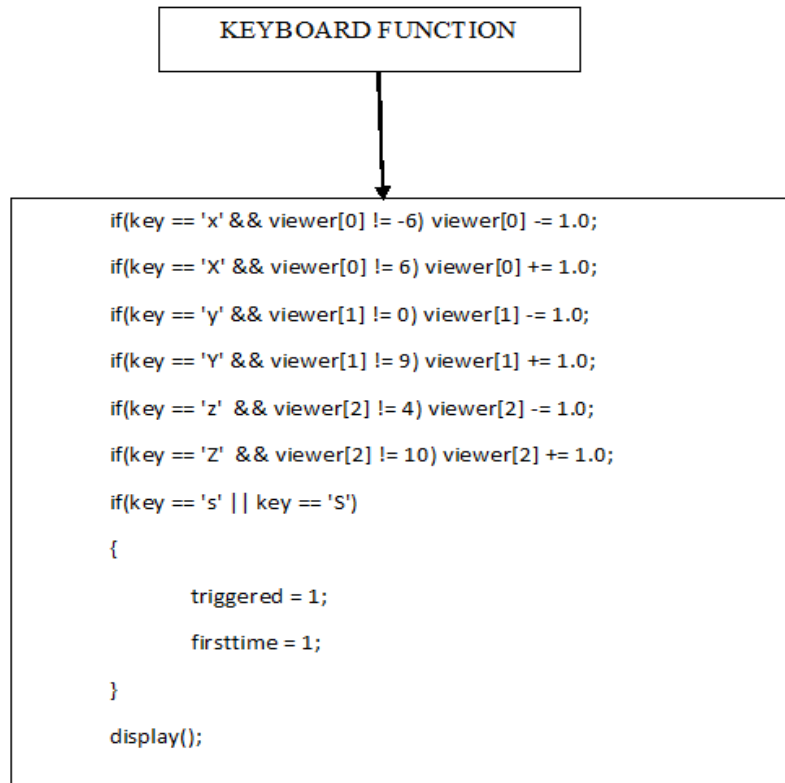 KEYBOARD FUNCTION
if(key == 'x' && viewer[0] != -6) viewer[0] -= 1.0;
if(key == 'X' && viewer[0] != 6) viewer[0] += 1.0;
if(key == 'y' && viewer[1] != 0) viewer[1] -= 1.0;
if(key == 'Y' && viewer[1] != 9) viewer[1] += 1.0;
if(key == 'z'  && viewer[2] != 4) viewer[2] -= 1.0;
if(key == 'Z'  && viewer[2] != 10) viewer[2] += 1.0;
if(key == 's' || key == 'S')
{
triggered = 1;
firsttime = 1;
}
display();